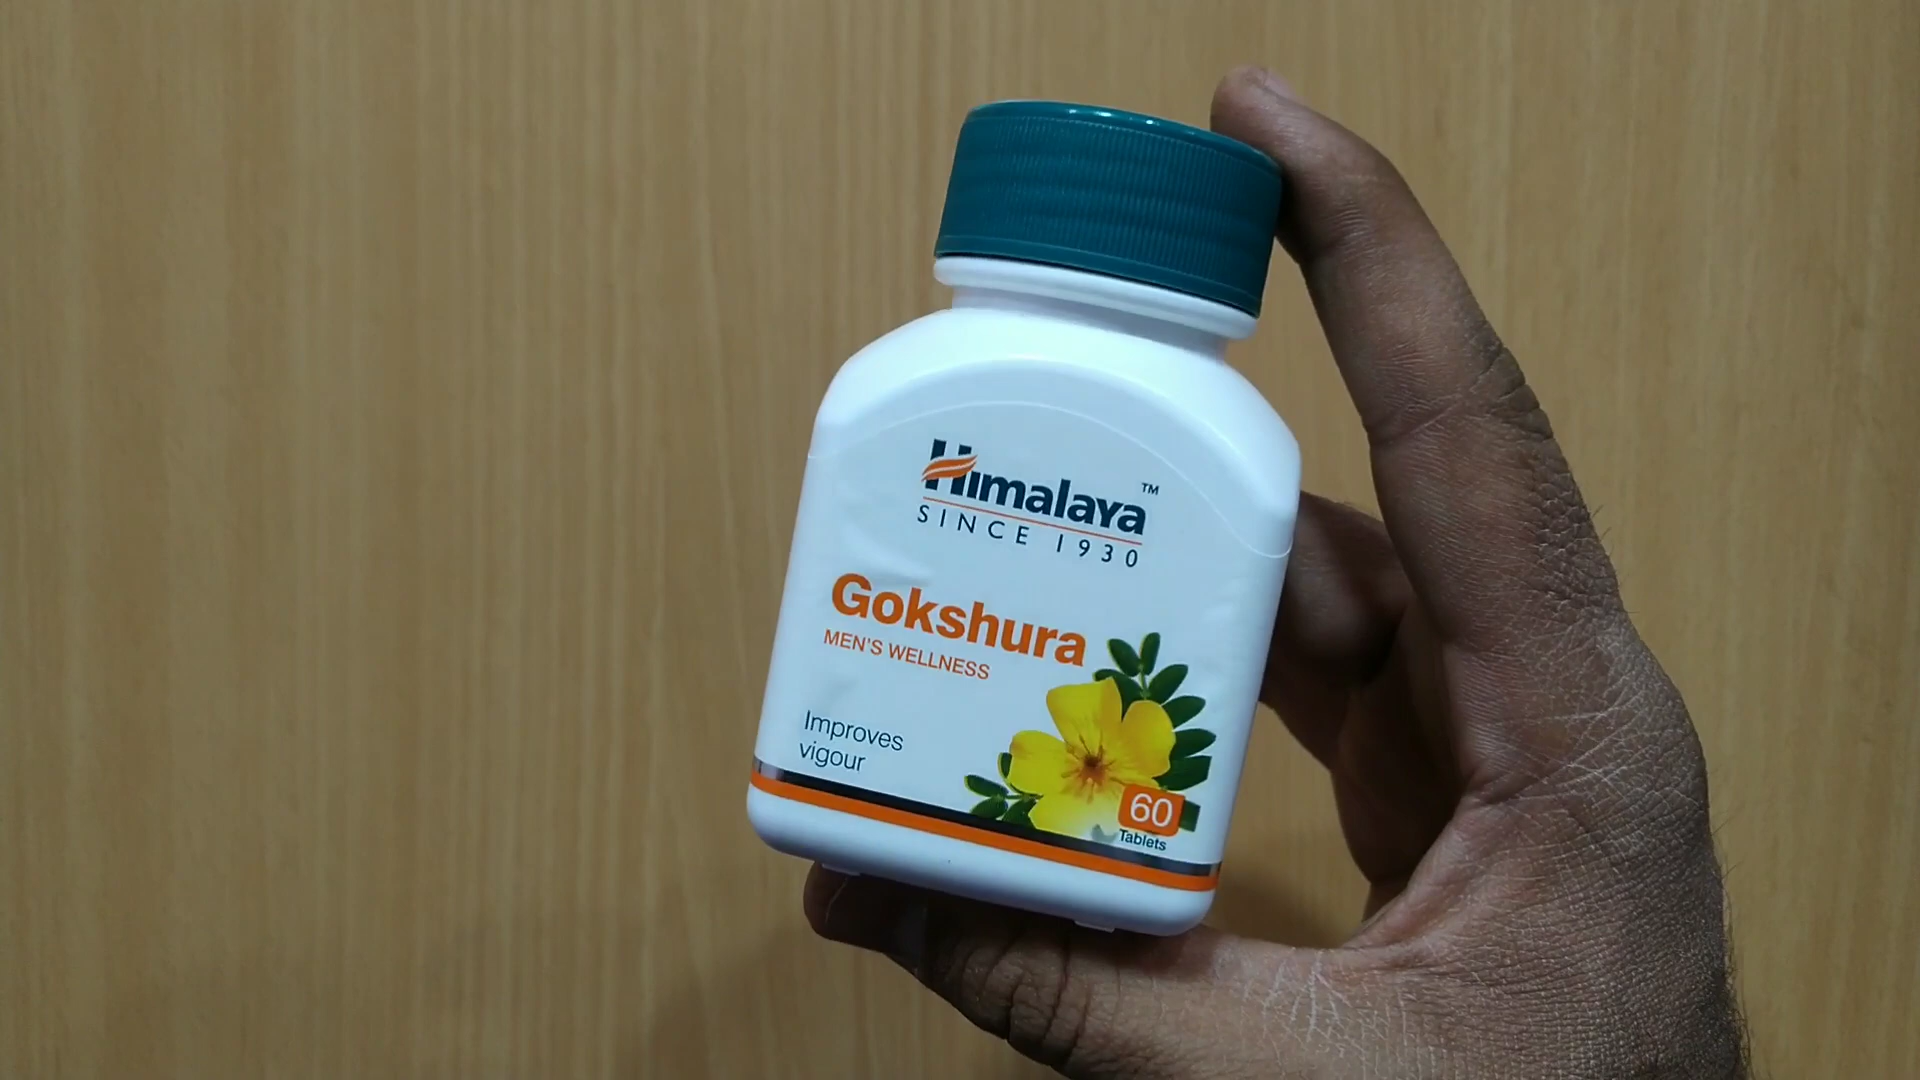 Himalaya™
SINCE 1930
Gokshura
MEN'S WELLNESS
Improves
vigour
60
Tablets